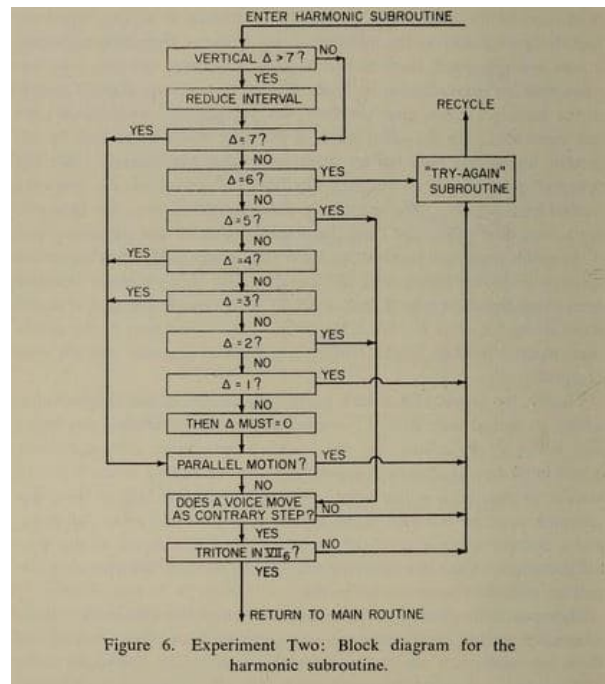 ENTER HARMONIC SUBROUTINE
VERTICAL Δ > 7?
NO
YES
REDUCE INTERVAL
RECYCLE
YES
Δ = 7?
NO
"TRY-AGAIN"
SUBROUTINE
Δ = 6?
YES
NO
Δ = 5?
YES
NO
YES
Δ = 4?
NO
YES
Δ = 3?
NO
Δ = 2?
YES
NO
Δ = 1?
YES
NO
THEN Δ MUST = 0
PARALLEL MOTION?
YES
NO
DOES A VOICE MOVE
AS CONTRARY STEP?
NO
YES
TRITONE IN VII6?
NO
YES
RETURN TO MAIN ROUTINE
Figure 6. Experiment Two: Block diagram for the
harmonic subroutine.